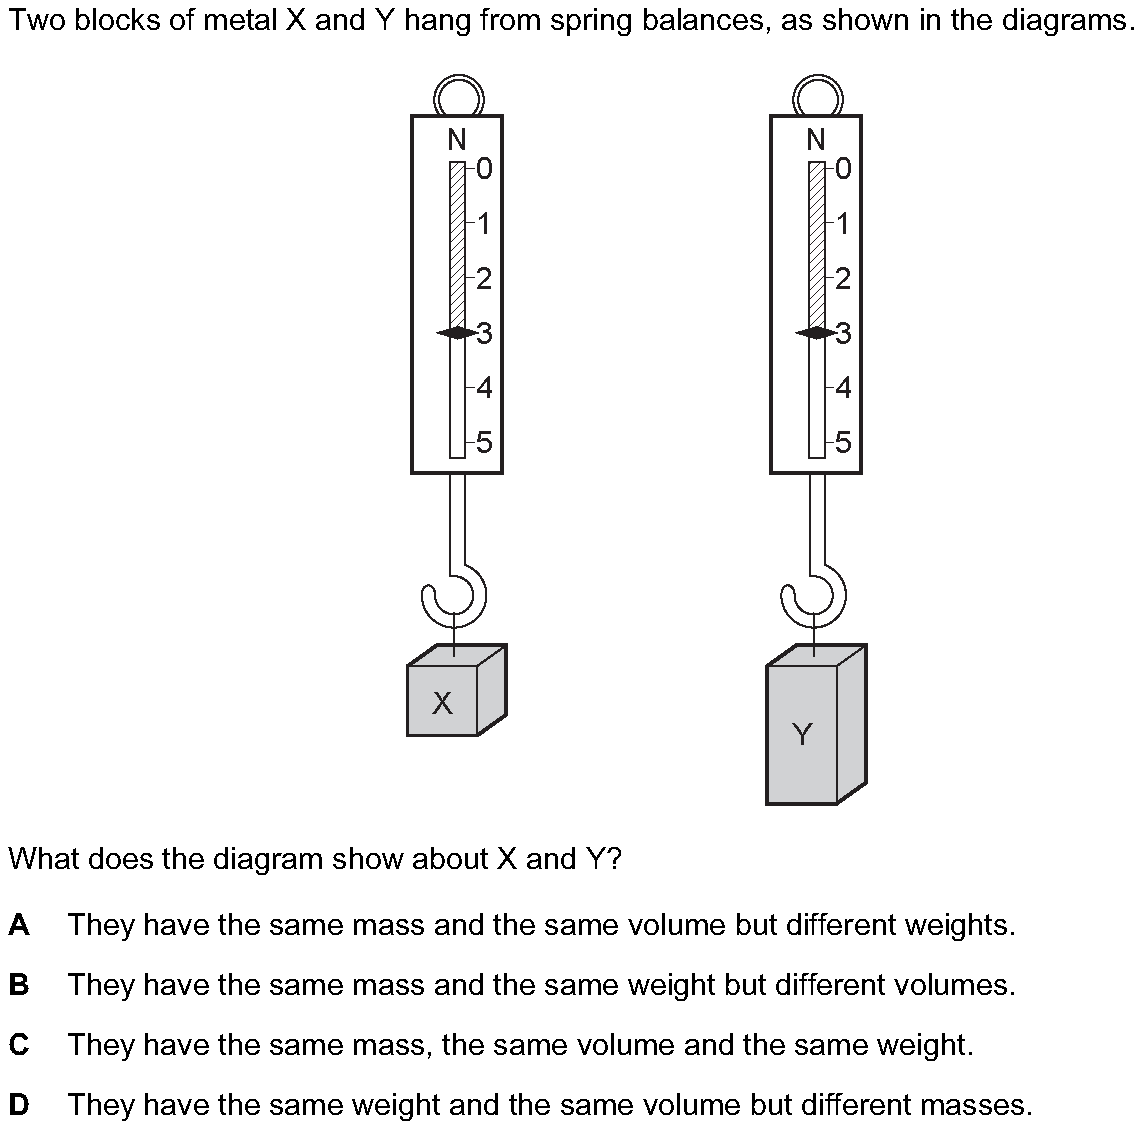 Two blocks of metal X and Y hang from spring balances, as shown in the diagrams.
N
0
1
2
3
4
5
X
N
0
1
2
3
4
5
Y
What does the diagram show about X and Y?
A They have the same mass and the same volume but different weights.
B They have the same mass and the same weight but different volumes.
C They have the same mass, the same volume and the same weight.
D They have the same weight and the same volume but different masses.